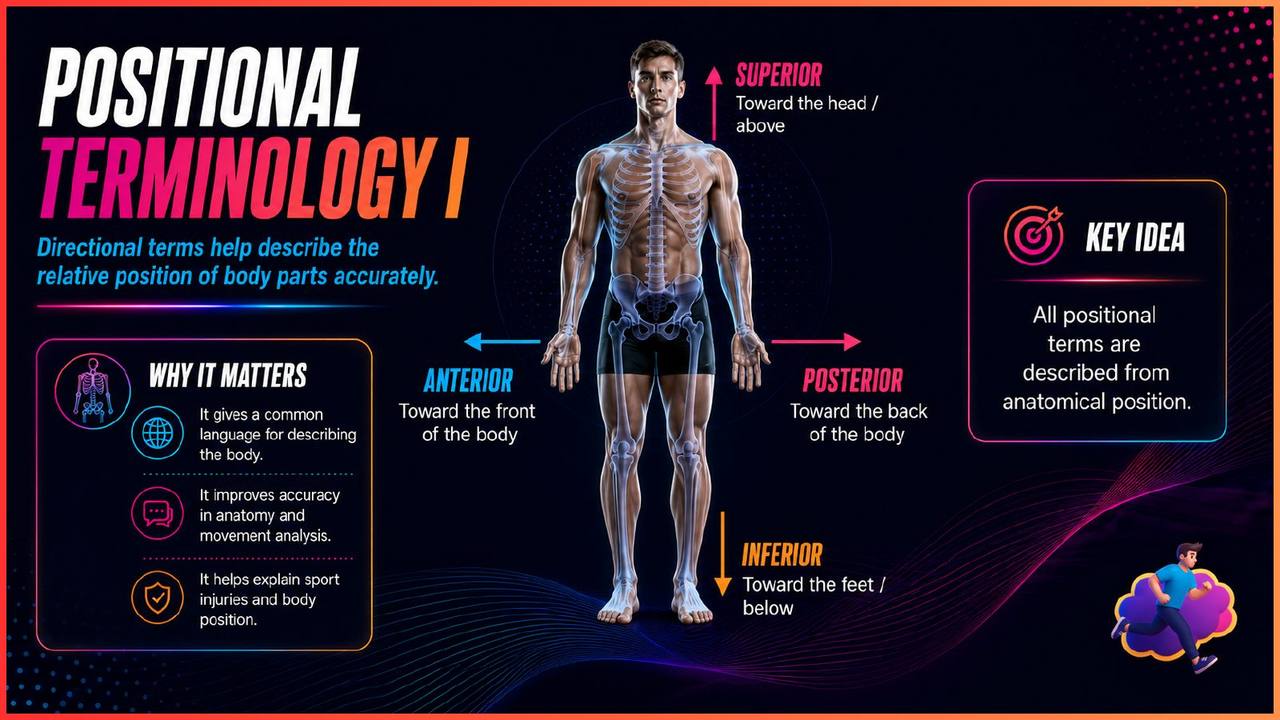 POSITIONAL
TERMINOLOGY I
Directional terms help describe the
relative position of body parts accurately.
WHY IT MATTERS
It gives a common
language for describing
the body.
It improves accuracy
in anatomy and
movement analysis.
It helps explain sport
injuries and body
position.
SUPERIOR
Toward the head /
above
ANTERIOR
Toward the front
of the body
POSTERIOR
Toward the back
of the body
INFERIOR
Toward the feet /
below
KEY IDEA
All positional
terms are
described from
anatomical position.